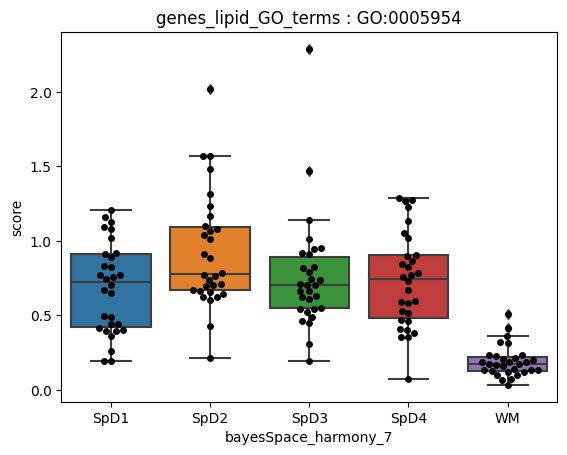 genes_lipid_GO_terms : GO:0005954
2.0
1.5
1.0
0.5
0.0
score
SpD1 SpD2 SpD3 SpD4 WM
bayesSpace_harmony_7